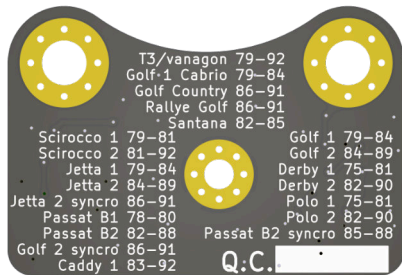 T3/vanagon 79-92
Golf 1 Cabrio 79-84
Golf Country 86-91
Rallye Golf 86-91
Santana 82-85
Scirocco 1 79-81
Scirocco 2 81-92
Jetta 1 79-84
Jetta 2 84-89
Jetta 2 syncro 86-91
Passat B1 78-80
Passat B2 82-88
Golf 2 syncro 86-91
Caddy 1 83-92
Golf 1 79-84
Golf 2 84-89
Derby 1 75-81
Derby 2 82-90
Polo 1 75-81
Polo 2 82-90
Passat B2 syncro 85-88
Q.C.